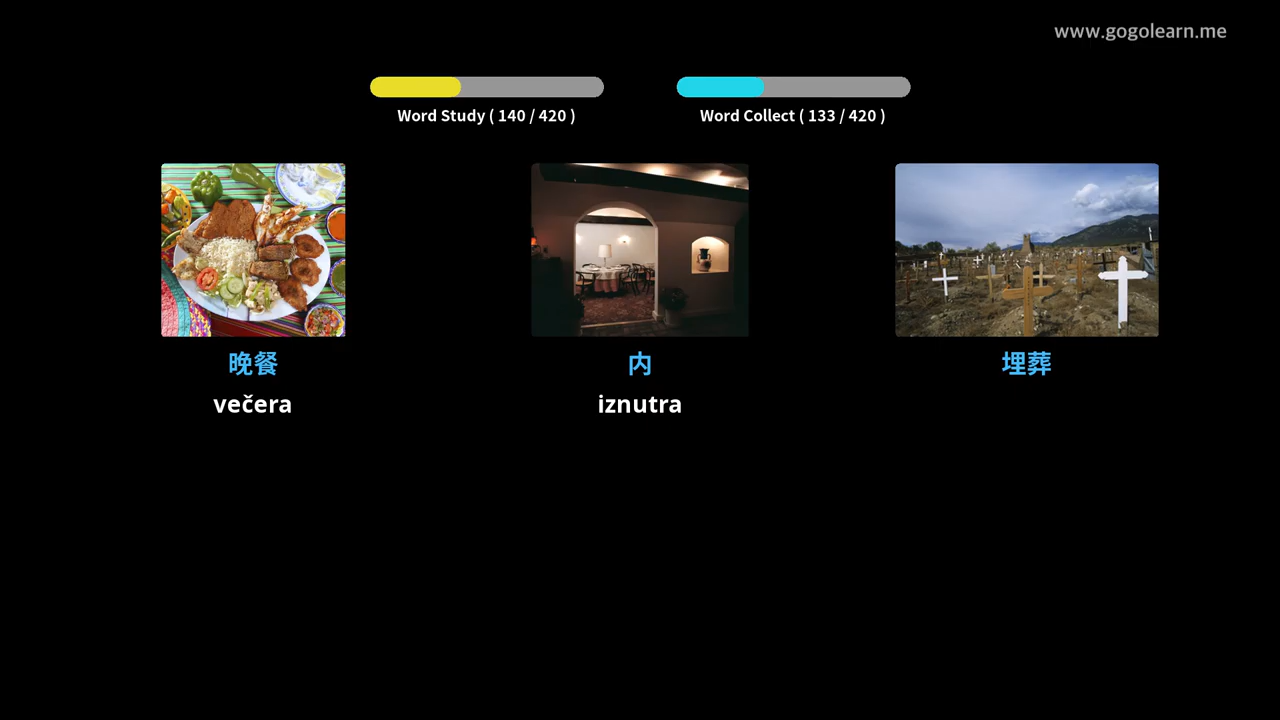 www.gogolearn.me
Word Study ( 140 / 420 )
Word Collect ( 133 / 420 )
晚餐
内
埋葬
večera
iznutra